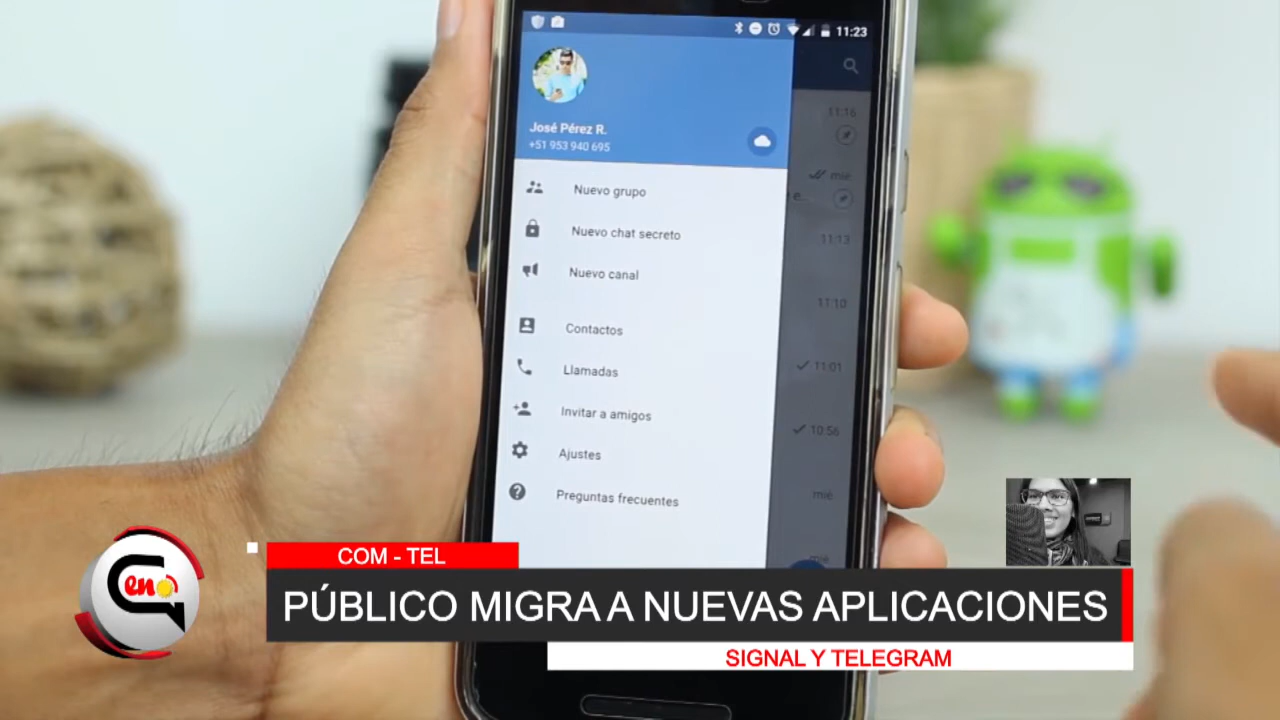 11:23
José Pérez R.
+51 953 940 695
Nuevo grupo
Nuevo chat secreto
Nuevo canal
Contactos
Llamadas
Invitar a amigos
Ajustes
Preguntas frecuentes
11:16
mié
e...
11:13
11:10
11:01
10:56
mié
mié
en
COM - TEL
PÚBLICO MIGRA A NUEVAS APLICACIONES
SIGNAL Y TELEGRAM